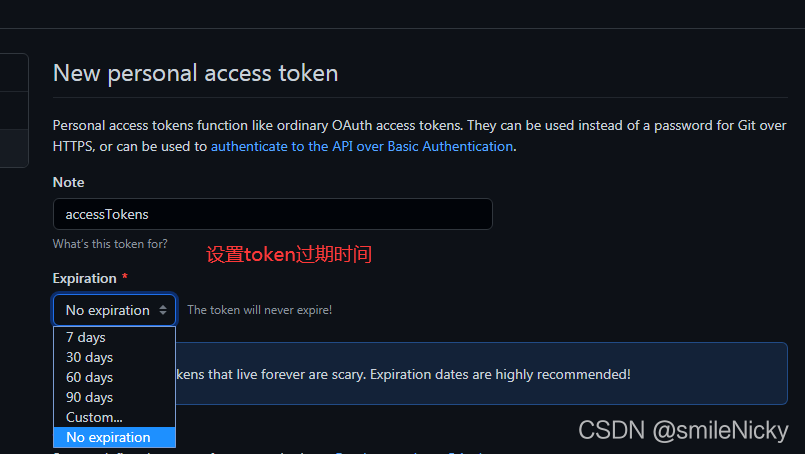 New personal access token
Personal access tokens function like ordinary OAuth access tokens. They can be used instead of a password for Git over
HTTPS, or can be used to authenticate to the API over Basic Authentication.
Note
accessTokens
What's this token for?
设置token过期时间
Expiration *
No expiration
The token will never expire!
7 days
30 days
60 days
90 days
Custom...
No expiration
kens that live forever are scary. Expiration dates are highly recommended!
CSDN @smileNicky